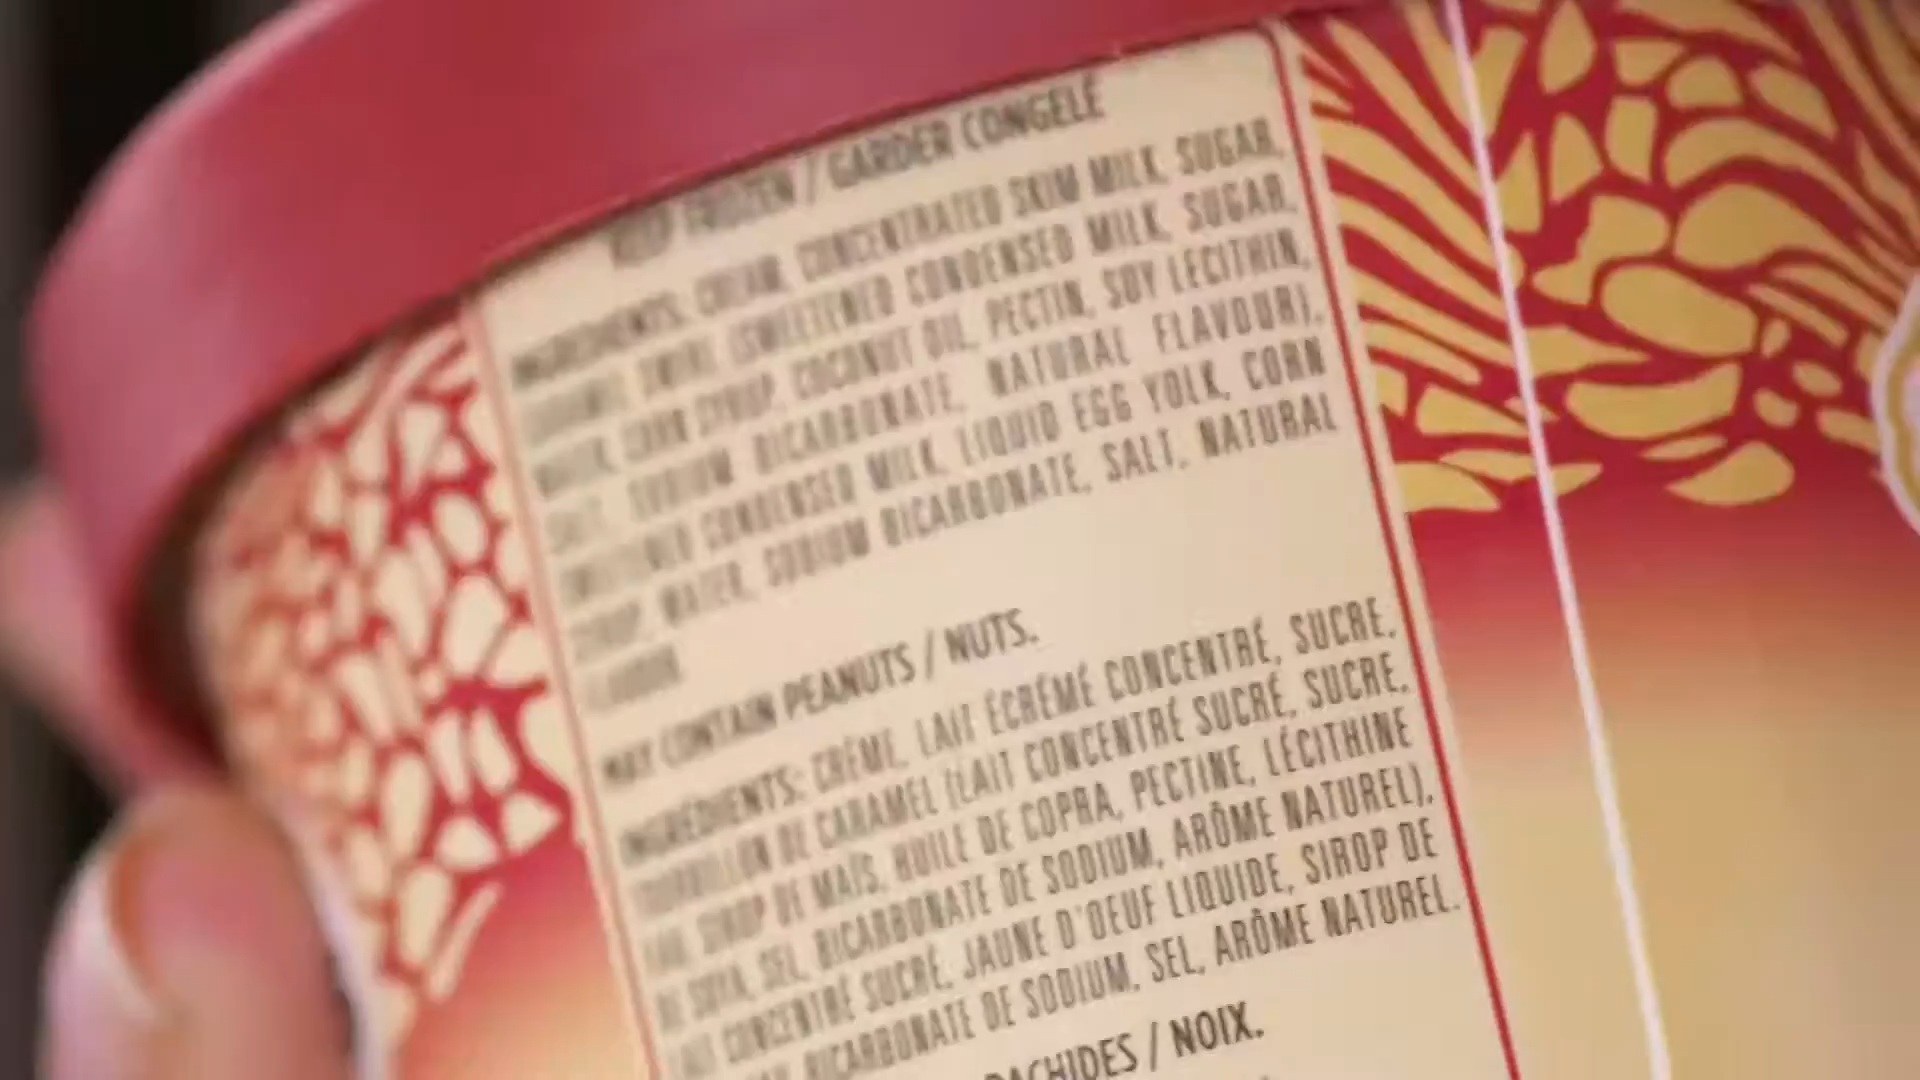 KEEP FROZEN / GARDER CONGELÉ
INGREDIENTS: CREAM, CONCENTRATED SKIM MILK, SUGAR,
CARAMEL SWIRL (SWEETENED CONDENSED MILK, SUGAR,
WATER, CORN SYRUP, COCONUT OIL, PECTIN, SOY LECITHIN,
SALT, SODIUM BICARBONATE, NATURAL FLAVOUR),
SWEETENED CONDENSED MILK, LIQUID EGG YOLK, CORN
SYRUP, WATER, SODIUM BICARBONATE, SALT, NATURAL
FLAVOUR.
MAY CONTAIN PEANUTS / NUTS.
INGRÉDIENTS: CRÈME, LAIT ÉCRÉMÉ CONCENTRÉ, SUCRE,
TOURBILLON DE CARAMEL (LAIT CONCENTRÉ SUCRÉ, SUCRE,
EAU, SIROP DE MAÏS, HUILE DE COPRA, PECTINE, LÉCITHINE
DE SOYA, SEL, BICARBONATE DE SODIUM, ARÔME NATUREL),
LAIT CONCENTRÉ SUCRÉ, JAUNE D'OEUF LIQUIDE, SIROP DE
BICARBONATE DE SODIUM, SEL, ARÔME NATUREL.
/ NOIX.